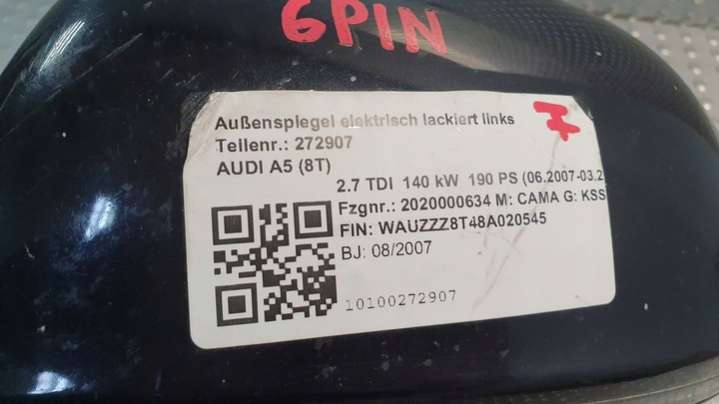 6PIN
Außenspiegel elektrisch lackiert links
Teilenr.: 272907
AUDI A5 (8T)
2.7 TDI 140 kW 190 PS (06.2007-03.2
Fzgnr.: 2020000634 M: CAMA G: KSS
FIN: WAUZZZ8T48A020545
BJ: 08/2007
10100272907